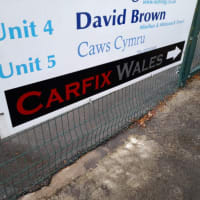 Unit 4
David Brown
Caws Cymru
Unit 5
CARFIX WALES